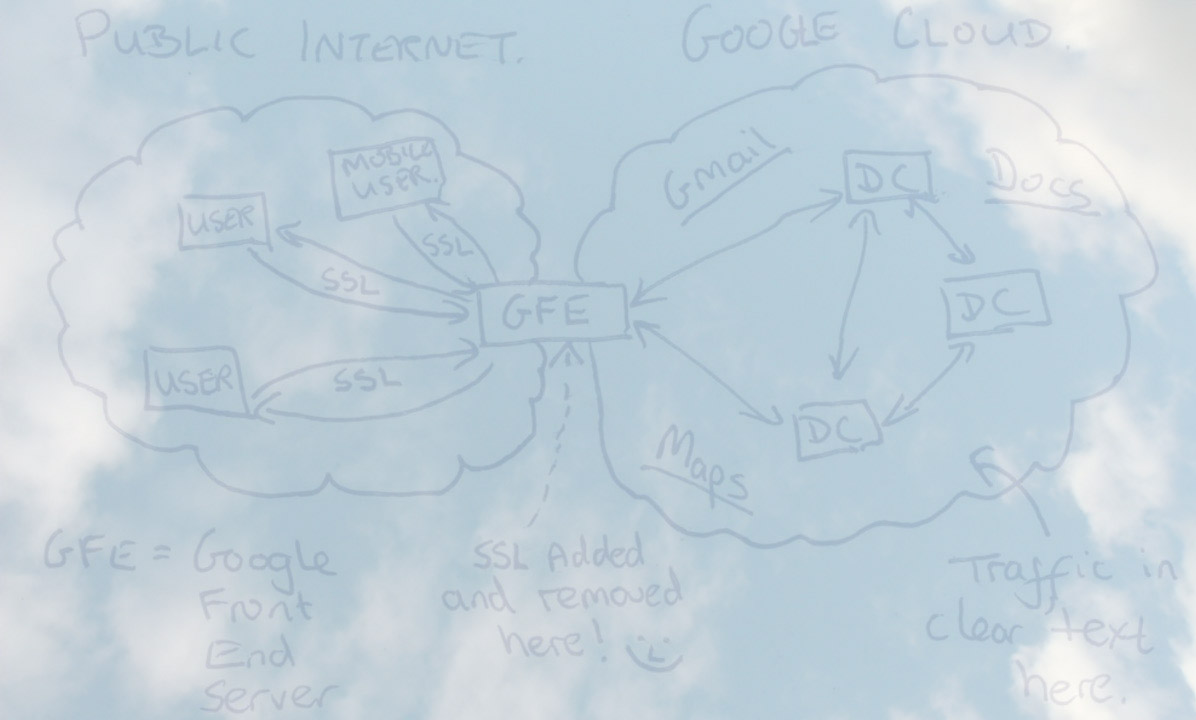 PUBLIC INTERNET.
GOOGLE CLOUD.
MOBILE
USER.
USER
SSL
SSL
GFE
USER
SSL
Gmail
DC
Docs
DC
DC
Maps
GFE = Google
Front
End
Server
SSL Added
and removed
here!
Traffic in
clear text
here.